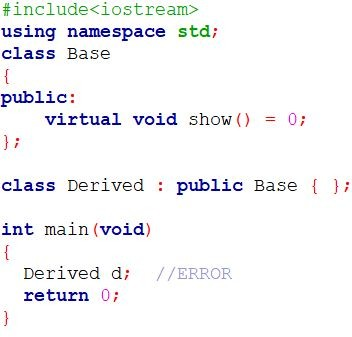 #include<iostream>
using namespace std;
class Base
{
public:
    virtual void show() = 0;
};

class Derived : public Base { };

int main(void)
{
  Derived d;  //ERROR
  return 0;
}